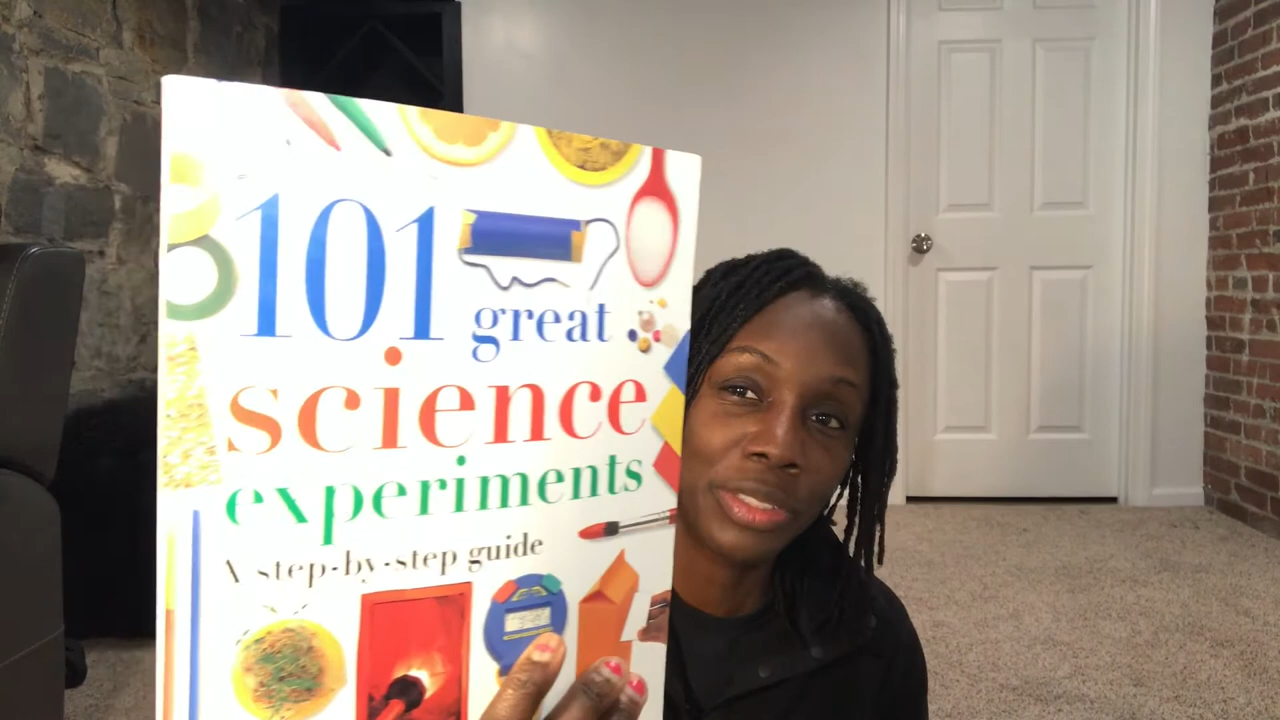 101
great
science
experiments
A step-by-step guide